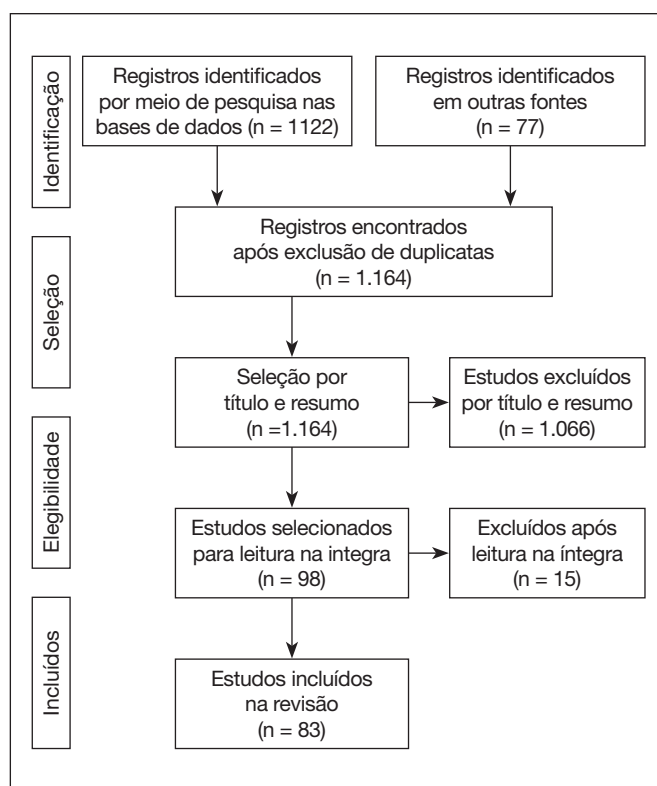 Identificação
Registros identificados
por meio de pesquisa nas
bases de dados (n = 1122)
Registros identificados
em outras fontes
(n = 77)
Registros encontrados
após exclusão de duplicatas
(n = 1.164)
Seleção
Seleção por
título e resumo
(n =1.164)
Estudos excluídos
por título e resumo
(n = 1.066)
Elegibilidade
Estudos selecionados
para leitura na integra
(n = 98)
Excluídos após
leitura na íntegra
(n = 15)
Incluídos
Estudos incluídos
na revisão
(n = 83)